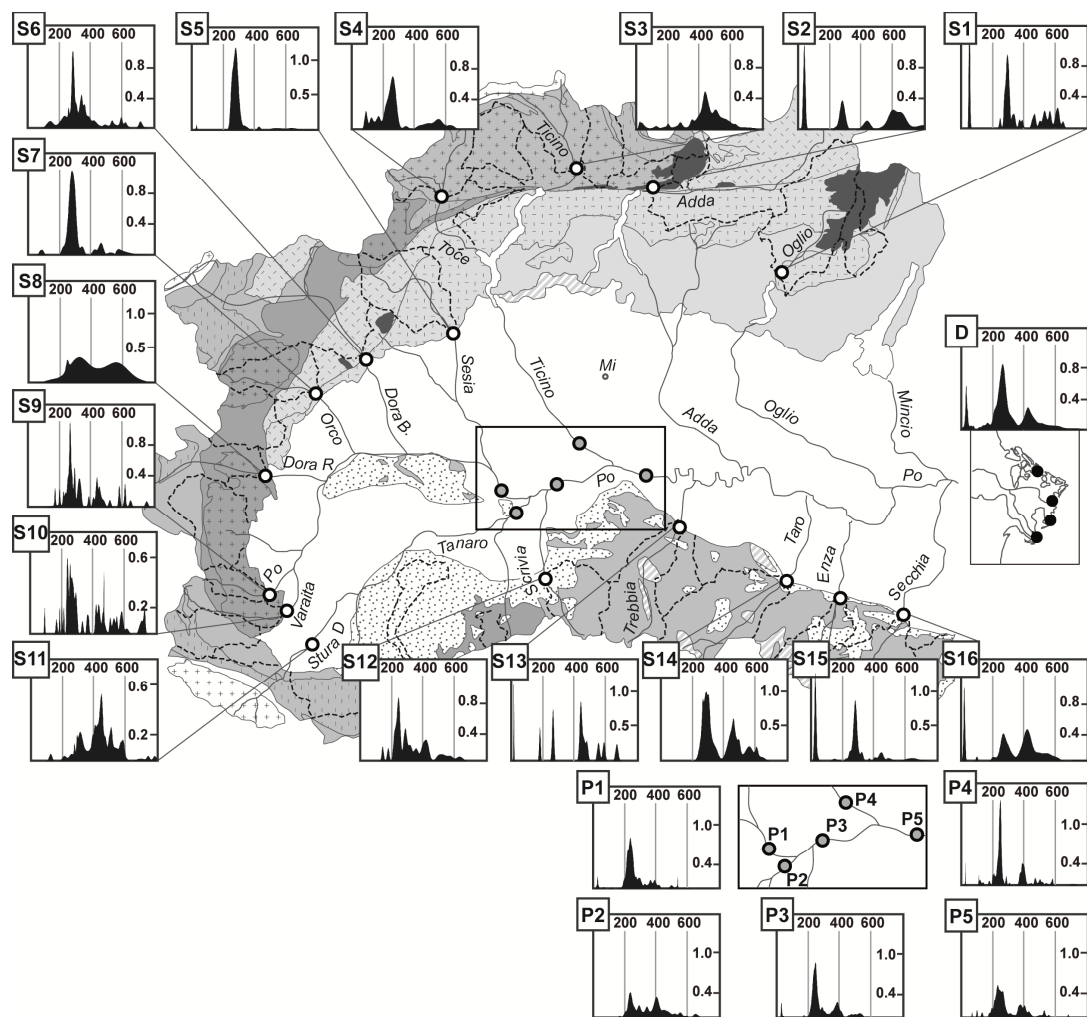 S6
200 400 600
0.8
0.4
S5
200 400 600
1.0
0.5
S4
200 400 600
0.8
0.4
S3
200 400 600
0.8
0.4
S2
200 400 600
0.8
0.4
S1
200 400 600
0.8
0.4
S7
200 400 600
0.8
0.4
S8
200 400 600
1.0
0.5
S9
200 400 600
0.8
0.4
S10
200 400 600
0.6
0.2
S11
200 400 600
0.6
0.2
D
200 400 600
0.8
0.4
Ticino
Adda
Toce
Oglio
Mi
Sesia
Ticino
Dora B.
Orco
Adda
Oglio
Mincio
Dora R
Po
Po
Tanaro
Scrivia
Trebbia
Taro
Enza
Secchia
Po
Varaita
Stura D
S12
200 400 600
0.8
0.4
S13
200 400 600
1.0
0.5
S14
200 400 600
1.0
0.5
S15
200 400 600
1.0
0.5
S16
200 400 600
0.8
0.4
P1
200 400 600
1.0
0.4
P4
P1
P3
P5
P2
P4
200 400 600
1.0
0.4
P2
200 400 600
1.0
0.4
P3
200 400 600
1.0
0.4
P5
200 400 600
1.0
0.4